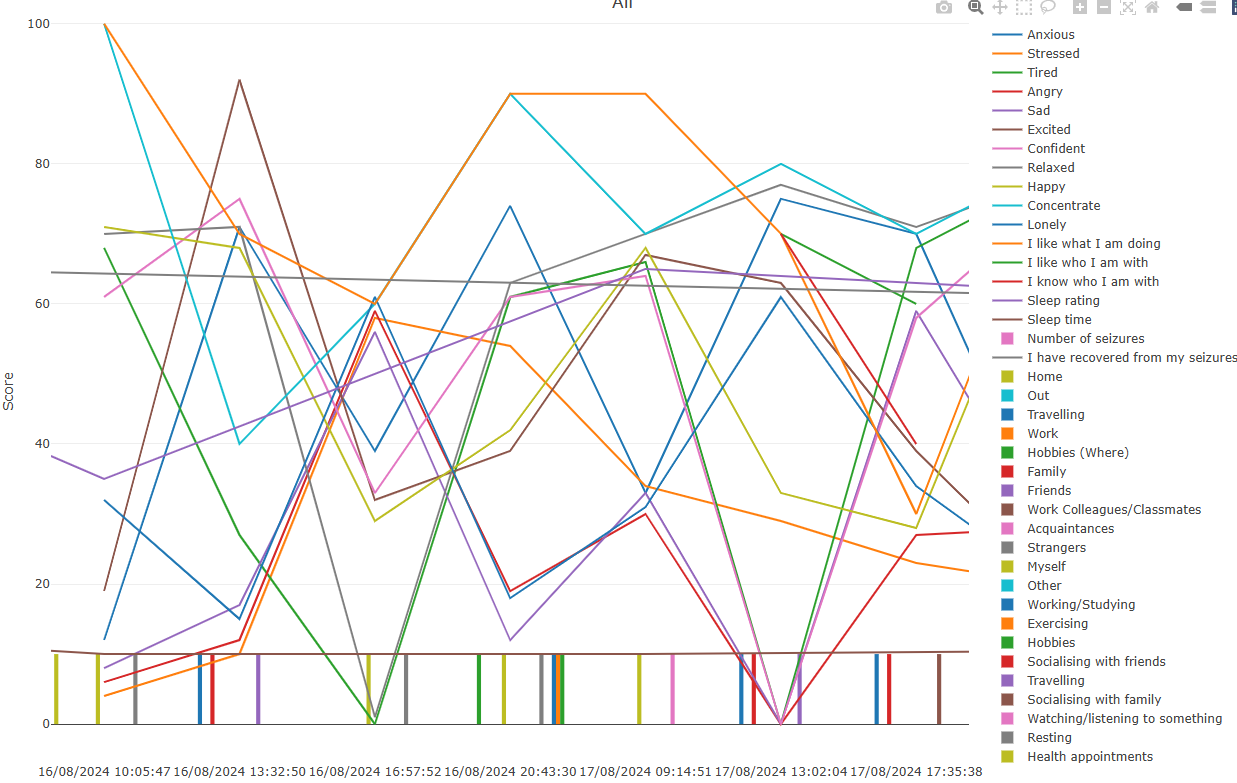 All
100
80
60
40
20
0
Score
16/08/2024 10:05:47
16/08/2024 13:32:50
16/08/2024 16:57:52
16/08/2024 20:43:30
17/08/2024 09:14:51
17/08/2024 13:02:04
17/08/2024 17:35:38
Anxious
Stressed
Tired
Angry
Sad
Excited
Confident
Relaxed
Happy
Concentrate
Lonely
I like what I am doing
I like who I am with
I know who I am with
Sleep rating
Sleep time
Number of seizures
I have recovered from my seizures
Home
Out
Travelling
Work
Hobbies (Where)
Family
Friends
Work Colleagues/Classmates
Acquaintances
Strangers
Myself
Other
Working/Studying
Exercising
Hobbies
Socialising with friends
Travelling
Socialising with family
Watching/listening to something
Resting
Health appointments